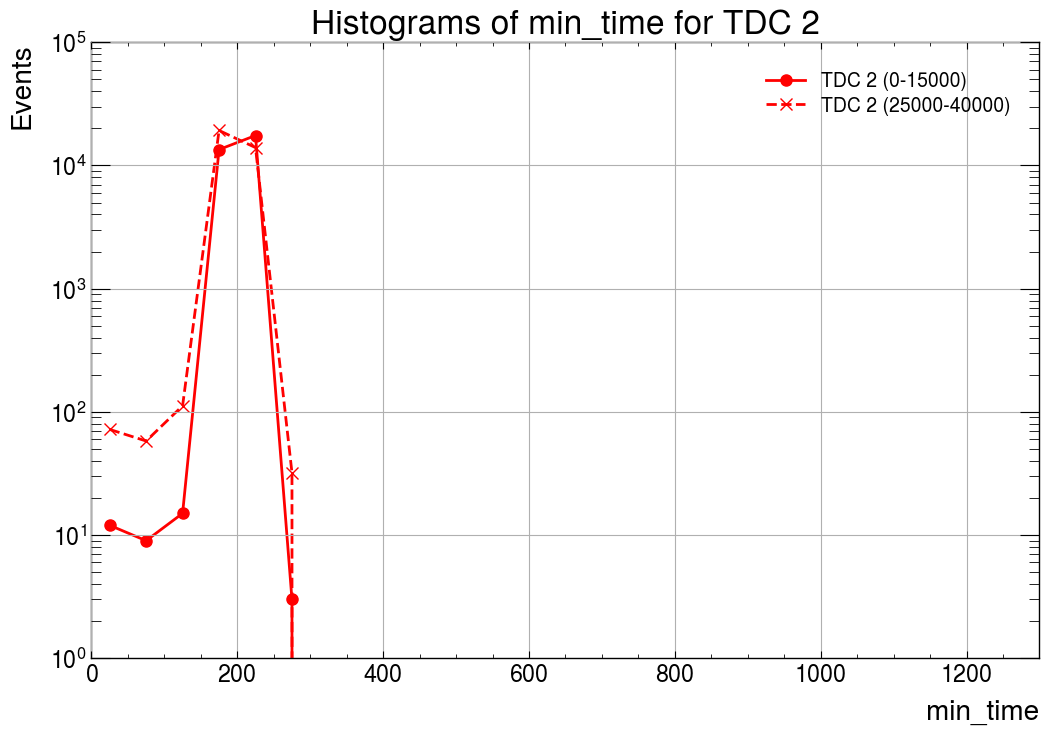 Histograms of min_time for TDC 2
Events
10^5
10^4
10^3
10^2
10^1
10^0
TDC 2 (0-15000)
TDC 2 (25000-40000)
0 200 400 600 800 1000 1200
min_time